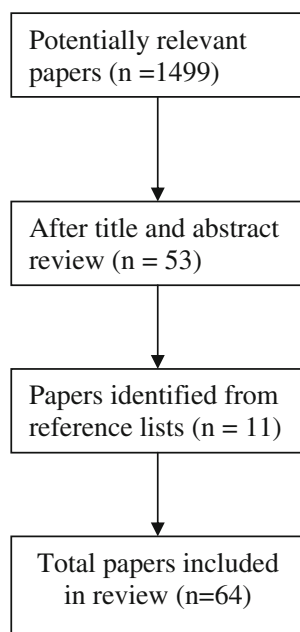 Potentially relevant
papers (n =1499)
After title and abstract
review (n = 53)
Papers identified from
reference lists (n = 11)
Total papers included
in review (n=64)